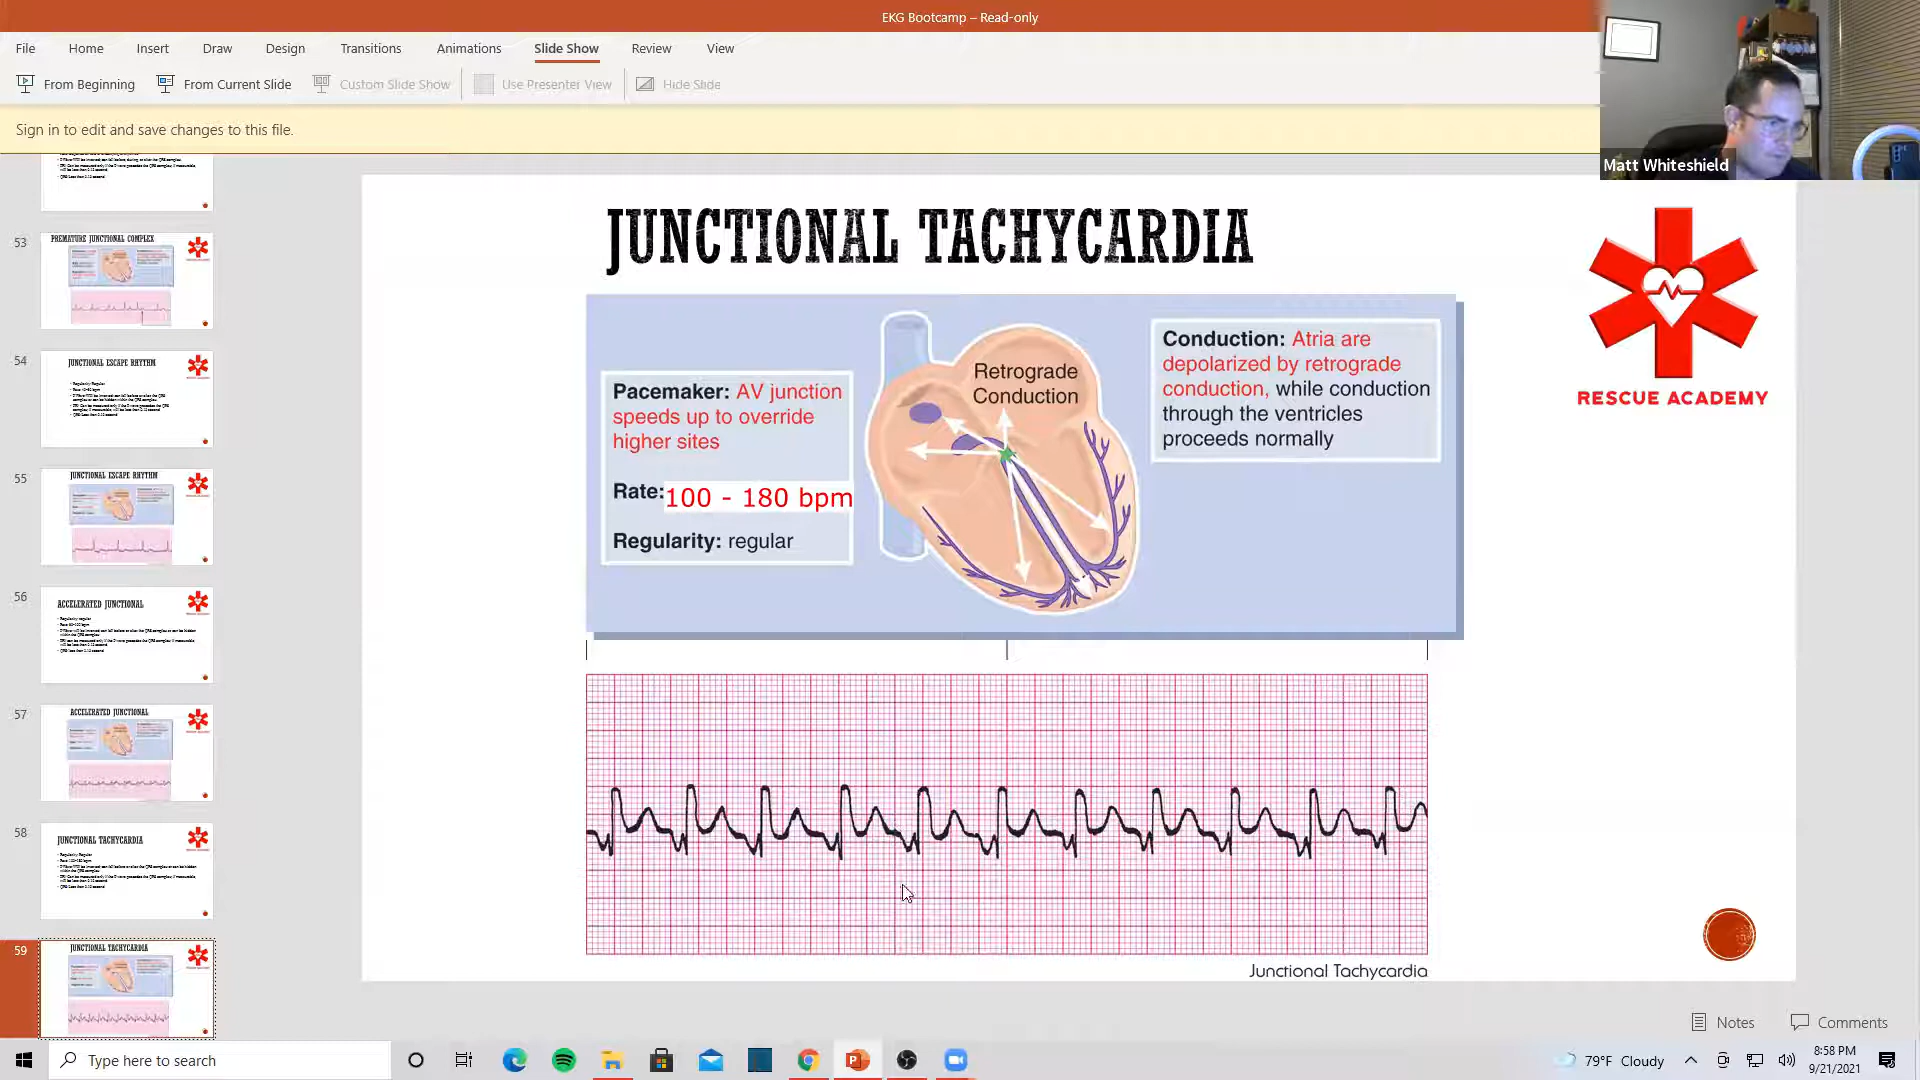 EKG Bootcamp – Read-only
File Home Insert Draw Design Transitions Animations Slide Show Review View
From Beginning From Current Slide Custom Slide Show Use Presenter View Hide Slide
Sign in to edit and save changes to this file.
Matt Whiteshield
53
PREMATURE JUNCTIONAL COMPLEX
54
JUNCTIONAL ESCAPE RHYTHM
55
JUNCTIONAL ESCAPE RHYTHM
56
ACCELERATED JUNCTIONAL
57
ACCELERATED JUNCTIONAL
58
JUNCTIONAL TACHYCARDIA
59
JUNCTIONAL TACHYCARDIA
JUNCTIONAL TACHYCARDIA
Pacemaker: AV junction
speeds up to override
higher sites
Rate: 100 - 180 bpm
Regularity: regular
Retrograde
Conduction
Conduction: Atria are
depolarized by retrograde
conduction, while conduction
through the ventricles
proceeds normally
RESCUE ACADEMY
Junctional Tachycardia
Notes Comments
Type here to search
79°F Cloudy
8:58 PM
9/21/2021